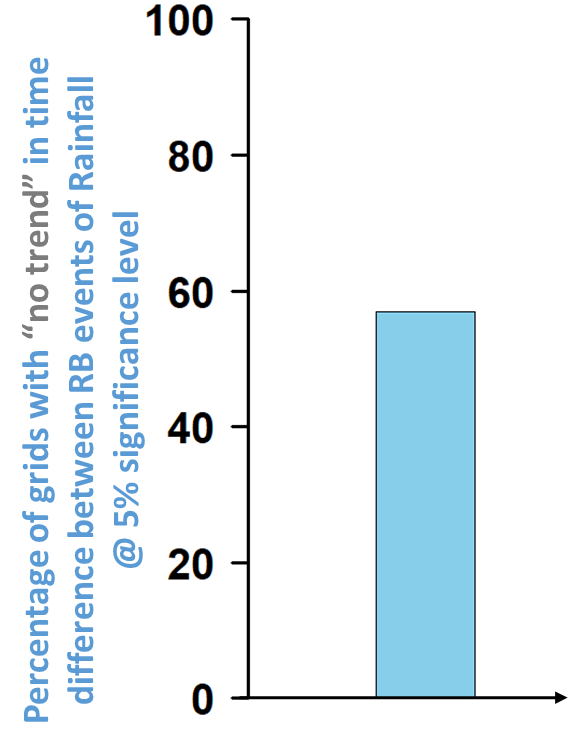 Percentage of grids with “no trend” in time
difference between RB events of Rainfall
@ 5% significance level
100
80
60
40
20
0